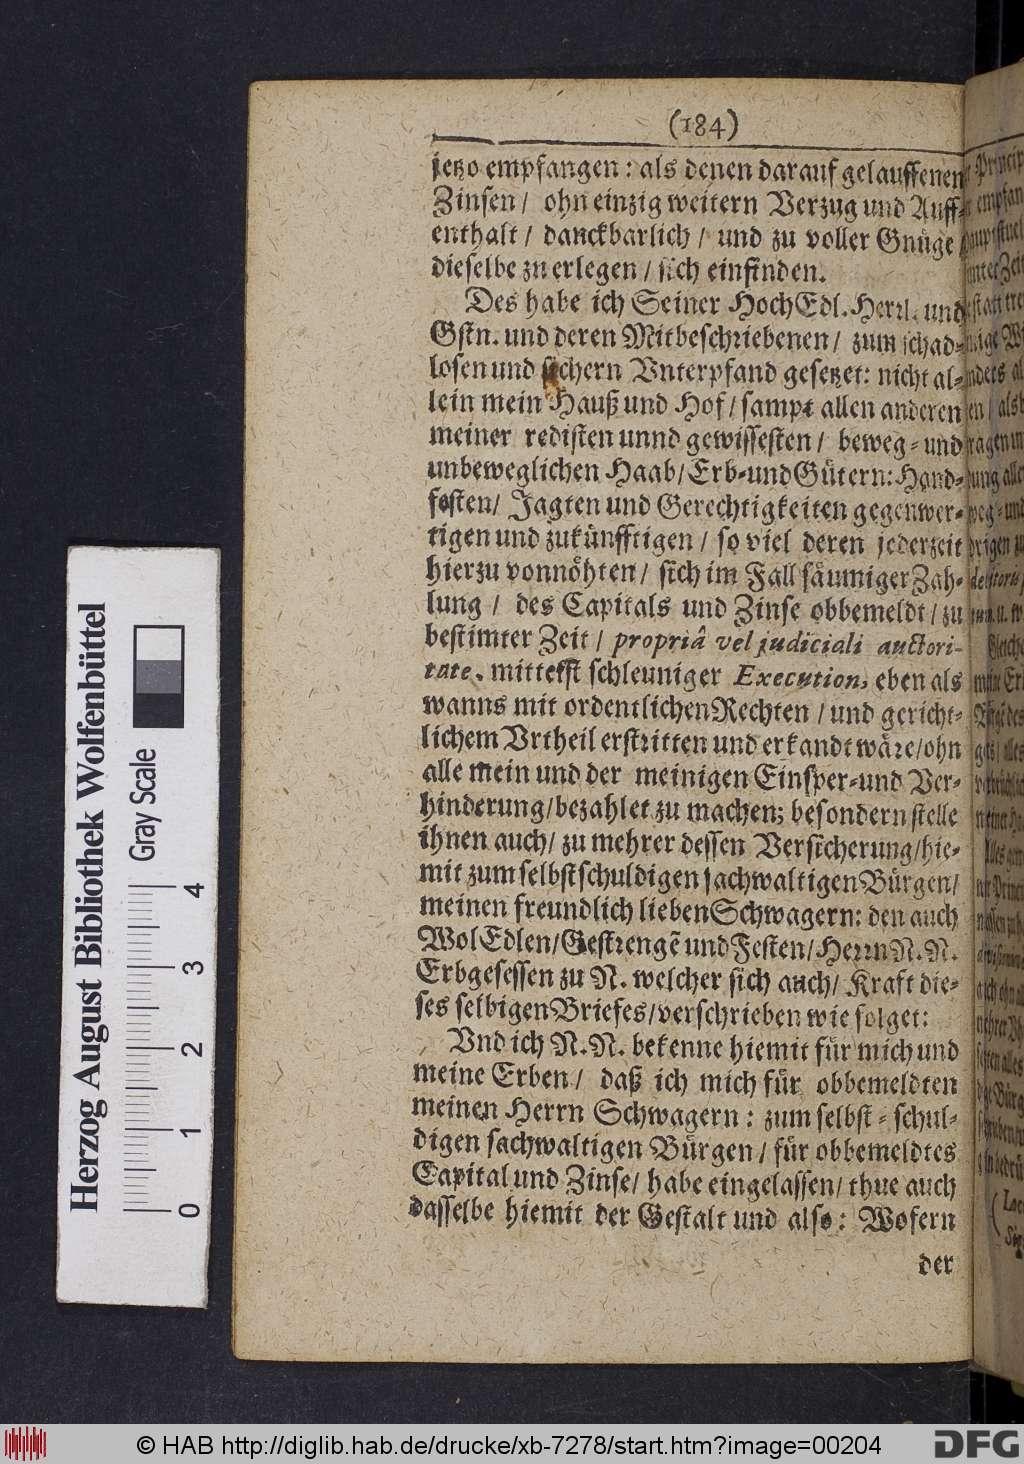 (184)
jetzo empfangen: als denen darauf gelauffenen
Zinsen / ohn einzig weitern Verzug und Auff-
enthalt / danckbarlich / und zu voller Gnüge
dieselbe zu erlegen / sich einfinden.
Des habe ich Seiner HochEdl. Herrl. und
Gstn. und deren Mitbeschriebenen / zum schad-
losen und sichern Vnterpfand gesetzet: nicht al-
lein mein Hauß und Hof / sampt allen anderen
meiner redisten unnd gewissesten / beweg- und
unbeweglichen Haab / Erb-und Gütern: Hand-
festen / Jagten und Gerechtigkeiten gegenwer-
tigen und zukünfftigen / so viel deren jederzeit
hierzu vonnöhten / sich im Fall säumiger Zah-
lung / des Capitals und Zinse obbemeldt / zu
bestimter Zeit / propriâ vel judiciali auctori-
tate, mittelst schleuniger Execution, eben als
wanns mit ordentlichen Rechten / und gericht-
lichem Vrtheil erstritten und erkandt wäre / ohn
alle mein und der meinigen Einsper-und Ver-
hinderung / bezahlet zu machen; besondern stelle
ihnen auch / zu mehrer dessen Versicherung / hie-
mit zum selbstschuldigen sachwaltigen Bürgen /
meinen freundlich lieben Schwagern: den auch
WolEdlen / Gestrengẽ und Festen / Herrn N. N.
Erbgesessen zu N. welcher sich auch / Kraft die-
ses selbigen Briefes / verschrieben wie folget:
Vnd ich N. N. bekenne hiemit für mich und
meine Erben / daß ich mich für obbemeldten
meinen Herrn Schwagern: zum selbst-schul-
digen sachwaltigen Bürgen / für obbemeldtes
Capital und Zinse / habe eingelassen / thue auch
dasselbe hiemit der Gestalt und also: Wofern
der
Herzog August Bibliothek Wolfenbüttel
Gray Scale
0 1 2 3 4
© HAB http://diglib.hab.de/drucke/xb-7278/start.htm?image=00204
DFG